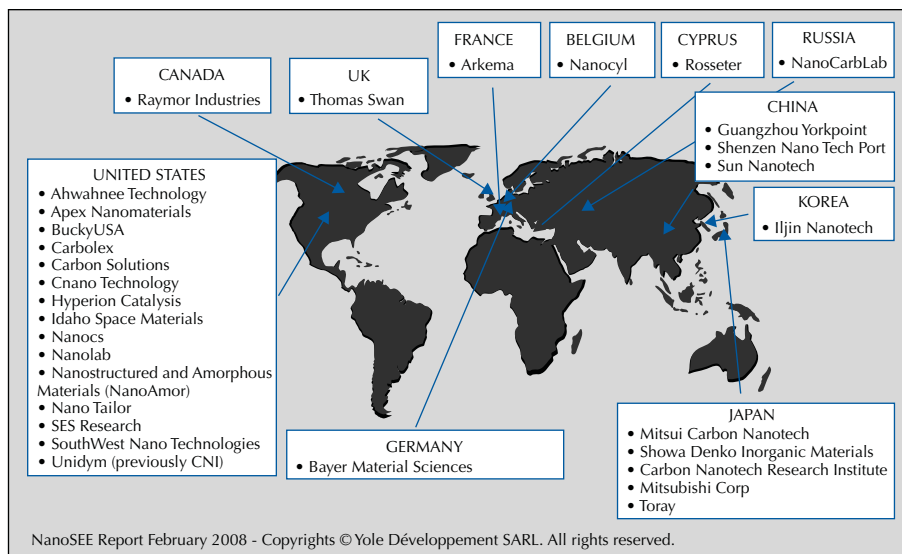 FRANCE
• Arkema
BELGIUM
• Nanocyl
CYPRUS
• Rosseter
RUSSIA
• NanoCarbLab
CANADA
• Raymor Industries
UK
• Thomas Swan
CHINA
• Guangzhou Yorkpoint
• Shenzen Nano Tech Port
• Sun Nanotech
UNITED STATES
• Ahwahnee Technology
• Apex Nanomaterials
• BuckyUSA
• Carbolex
• Carbon Solutions
• Cnano Technology
• Hyperion Catalysis
• Idaho Space Materials
• Nanocs
• Nanolab
• Nanostructured and Amorphous
Materials (NanoAmor)
• Nano Tailor
• SES Research
• SouthWest Nano Technologies
• Unidym (previously CNI)
KOREA
• Iljin Nanotech
GERMANY
• Bayer Material Sciences
JAPAN
• Mitsui Carbon Nanotech
• Showa Denko Inorganic Materials
• Carbon Nanotech Research Institute
• Mitsubishi Corp
• Toray
NanoSEE Report February 2008 - Copyrights © Yole Développement SARL. All rights reserved.